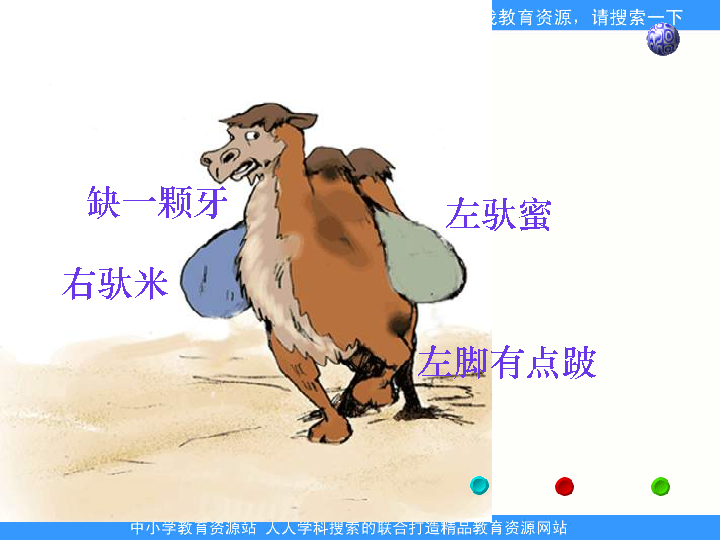 教育资源，请搜索一下
缺一颗牙
左驮蜜
右驮米
左脚有点跛
中小学教育资源站 人人学科搜索的联合打造精品教育资源网站